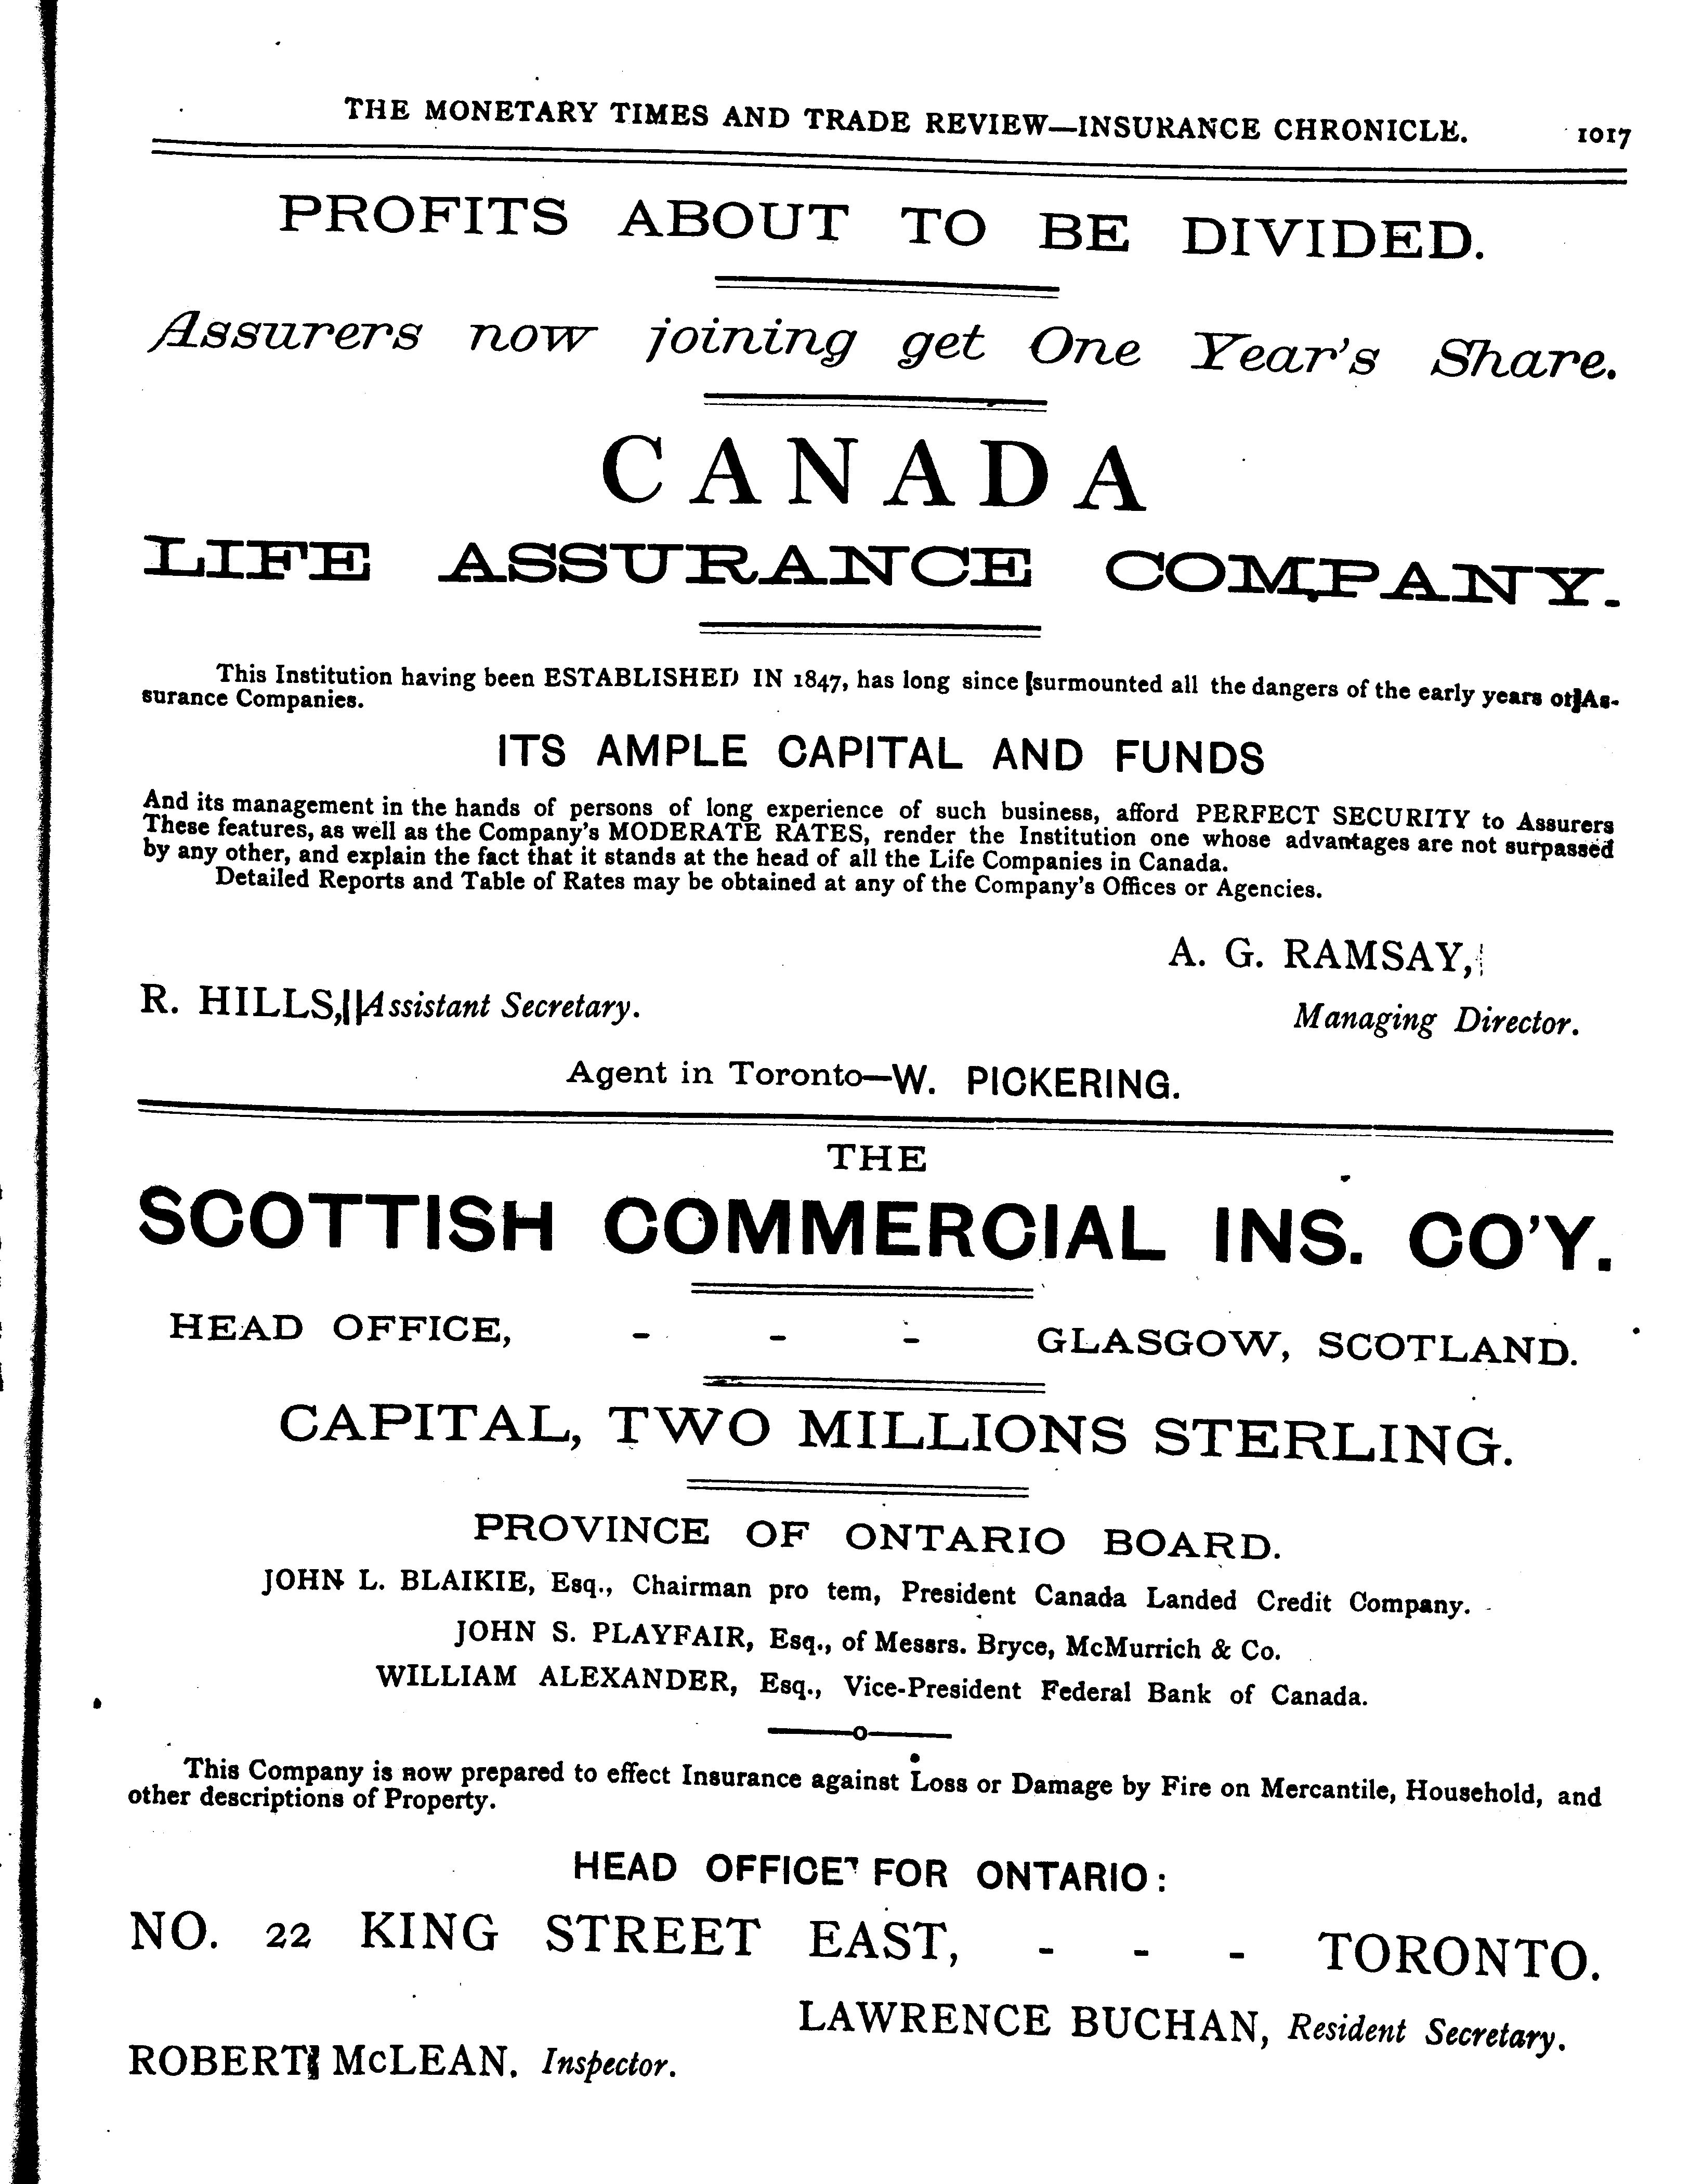 THE MONETARY TIMES AND TRADE REVIEW—INSURANCE CHRONICLE. 1017
PROFITS ABOUT TO BE DIVIDED.
Assurers now joining get One Year's Share.
CANADA
LIFE ASSURANCE COMPANY.
This Institution having been ESTABLISHED IN 1847, has long since surmounted all the dangers of the early years of As-
surance Companies.
ITS AMPLE CAPITAL AND FUNDS
And its management in the hands of persons of long experience of such business, afford PERFECT SECURITY to Assurers
These features, as well as the Company's MODERATE RATES, render the Institution one whose advantages are not surpassed
by any other, and explain the fact that it stands at the head of all the Life Companies in Canada.
Detailed Reports and Table of Rates may be obtained at any of the Company's Offices or Agencies.
A. G. RAMSAY,
R. HILLS, Assistant Secretary.
Managing Director.
Agent in Toronto—W. PICKERING.
THE
SCOTTISH COMMERCIAL INS. CO'Y.
HEAD OFFICE, - - - GLASGOW, SCOTLAND.
CAPITAL, TWO MILLIONS STERLING.
PROVINCE OF ONTARIO BOARD.
JOHN L. BLAIKIE, Esq., Chairman pro tem, President Canada Landed Credit Company.
JOHN S. PLAYFAIR, Esq., of Messrs. Bryce, McMurrich & Co.
WILLIAM ALEXANDER, Esq., Vice-President Federal Bank of Canada.
This Company is now prepared to effect Insurance against Loss or Damage by Fire on Mercantile, Household, and
other descriptions of Property.
HEAD OFFICE FOR ONTARIO:
NO. 22 KING STREET EAST, - - - TORONTO.
LAWRENCE BUCHAN, Resident Secretary.
ROBERT McLEAN, Inspector.